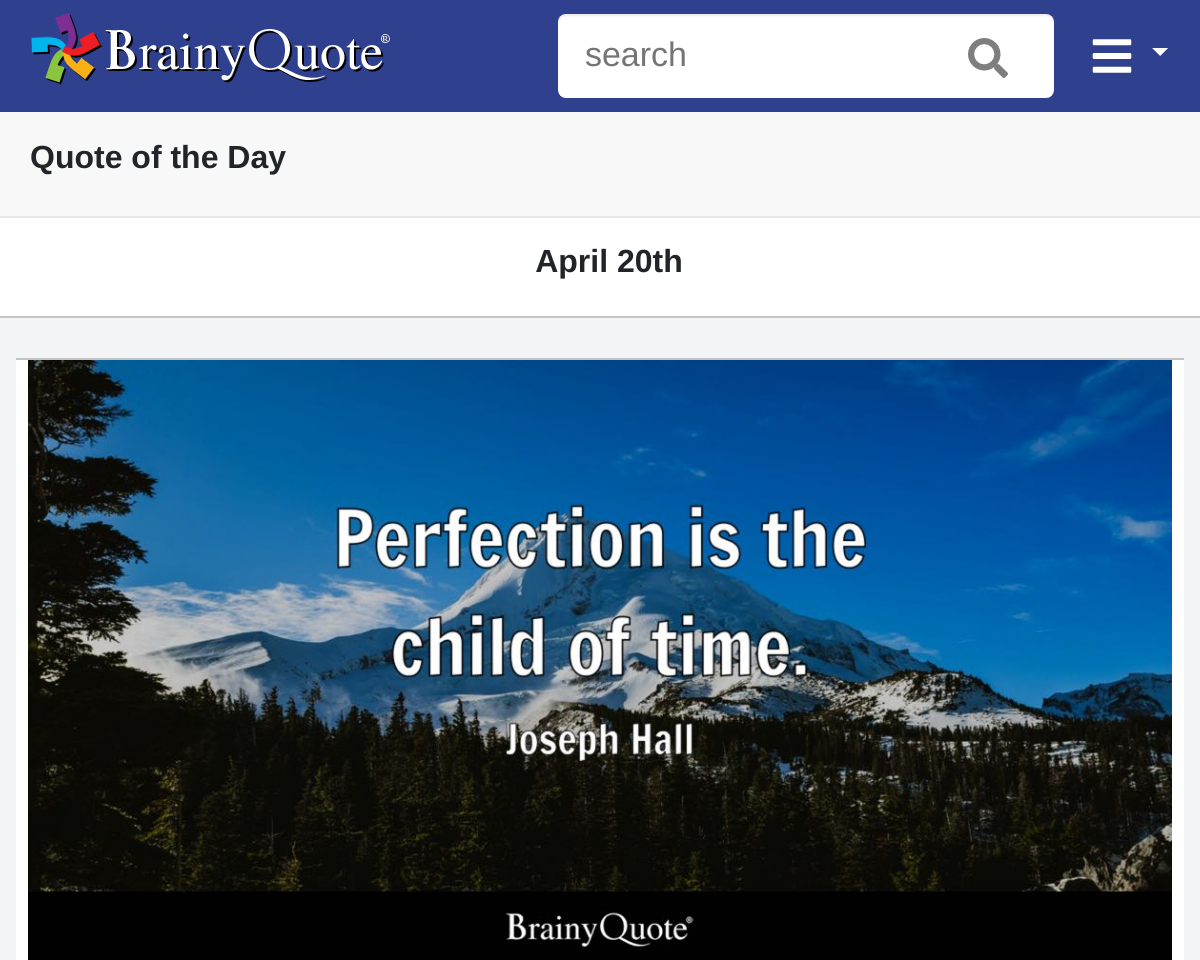 BrainyQuote®
search
Quote of the Day
April 20th
Perfection is the
child of time.
Joseph Hall
BrainyQuote®